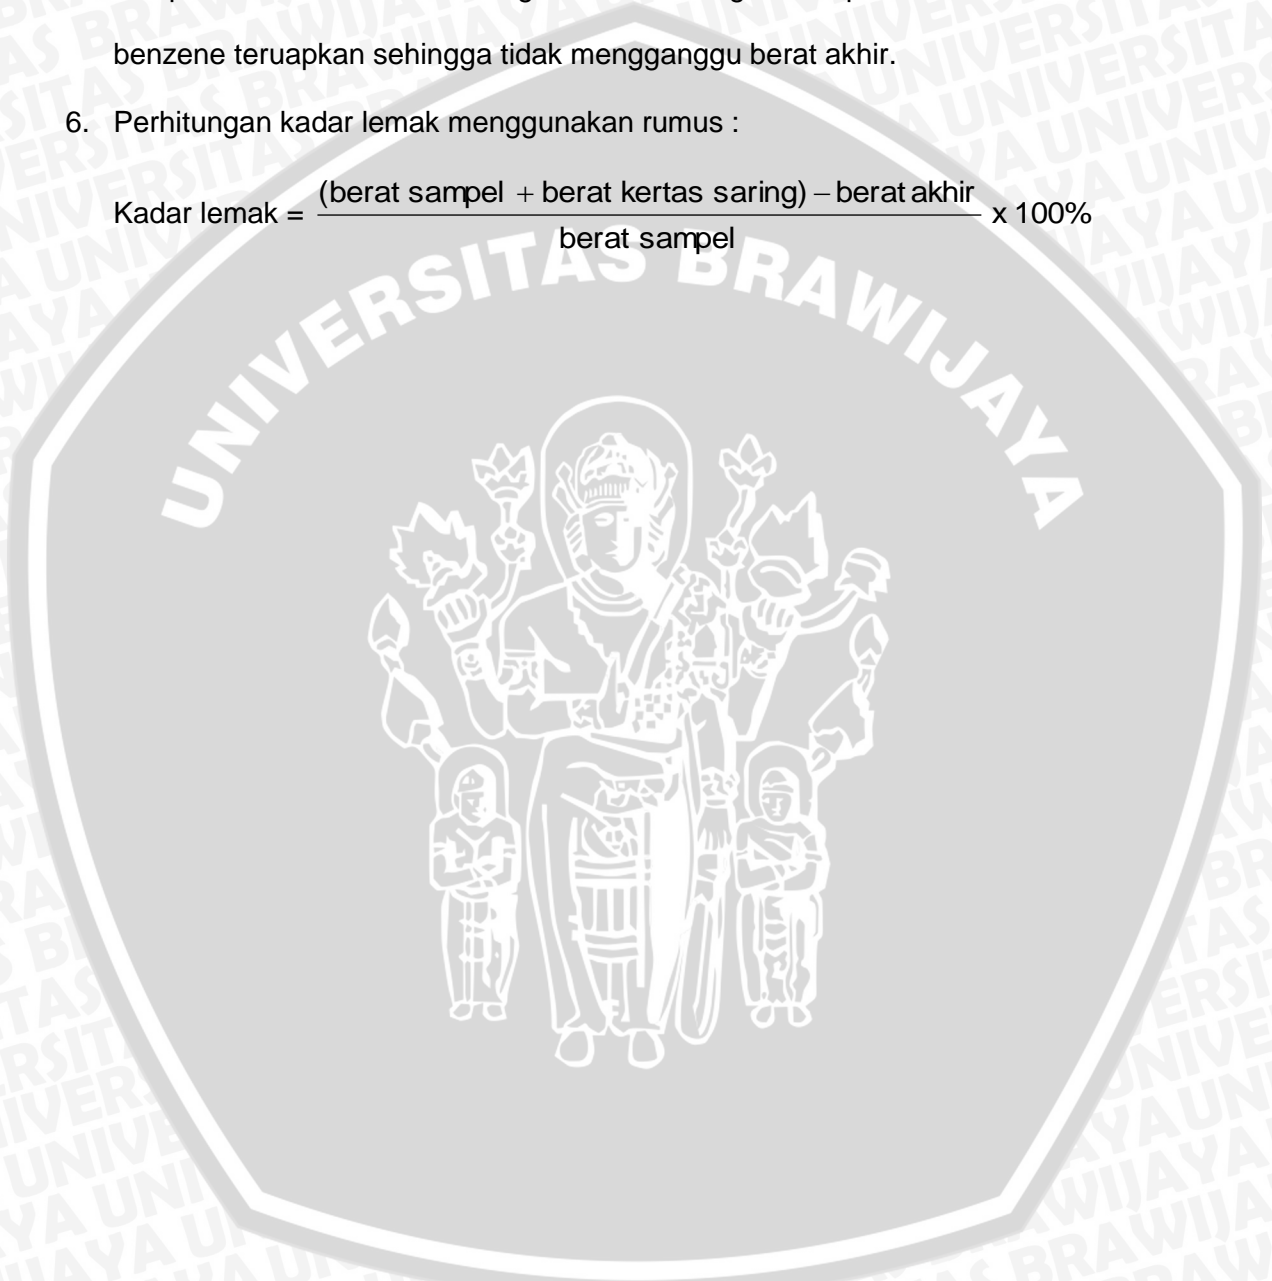 benzene teruapkan sehingga tidak mengganggu berat akhir.
6. Perhitungan kadar lemak menggunakan rumus :
Kadar lemak = (berat sampel + berat kertas saring) – berat akhir / berat sampel x 100%
UNIVERSITAS BRAWIJAYA